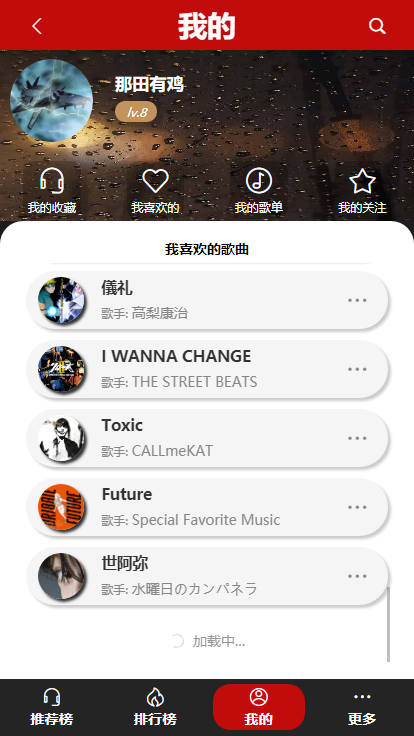 我的
那田有鸡
lv.8
我的收藏 我喜欢的 我的歌单 我的关注
我喜欢的歌曲
儀礼
歌手: 高梨康治
I WANNA CHANGE
歌手: THE STREET BEATS
Toxic
歌手: CALLmeKAT
Future
歌手: Special Favorite Music
世阿弥
歌手: 水曜日のカンパネラ
加载中...
推荐榜 排行榜 我的 更多